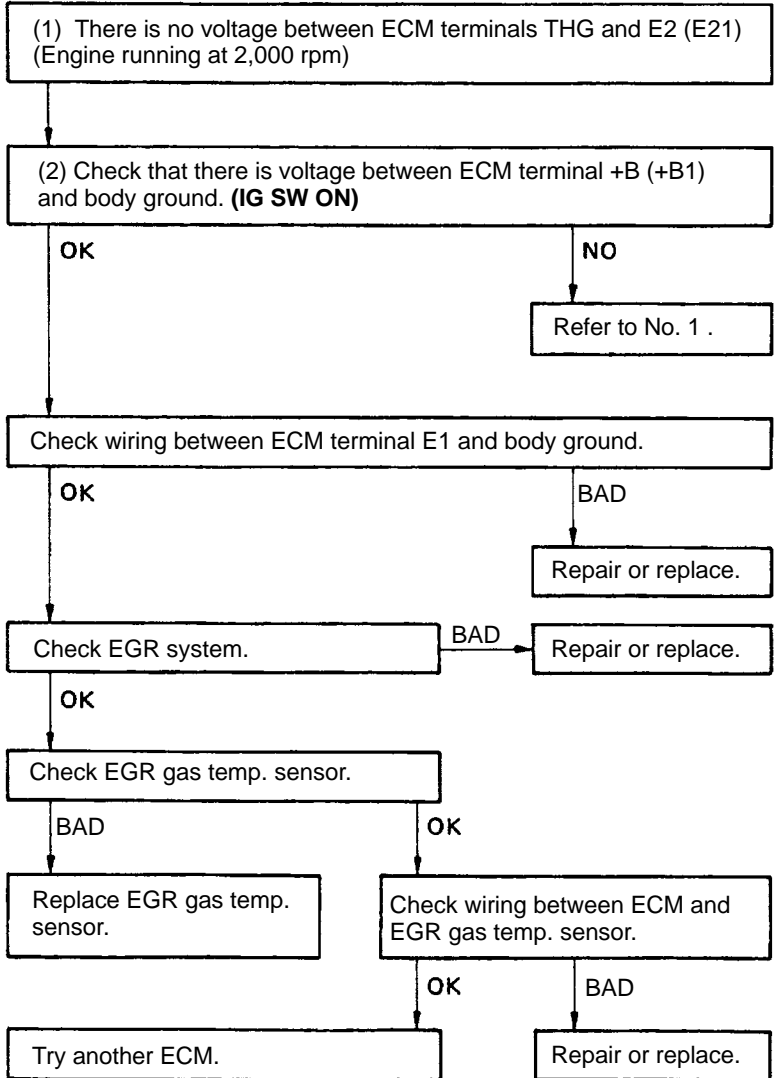 (1) There is no voltage between ECM terminals THG and E2 (E21)
(Engine running at 2,000 rpm)
(2) Check that there is voltage between ECM terminal +B (+B1)
and body ground. (IG SW ON)
OK
NO
Refer to No. 1 .
Check wiring between ECM terminal E1 and body ground.
OK
BAD
Repair or replace.
Check EGR system.
BAD
Repair or replace.
OK
Check EGR gas temp. sensor.
BAD
OK
Replace EGR gas temp.
sensor.
Check wiring between ECM and
EGR gas temp. sensor.
OK
BAD
Try another ECM.
Repair or replace.